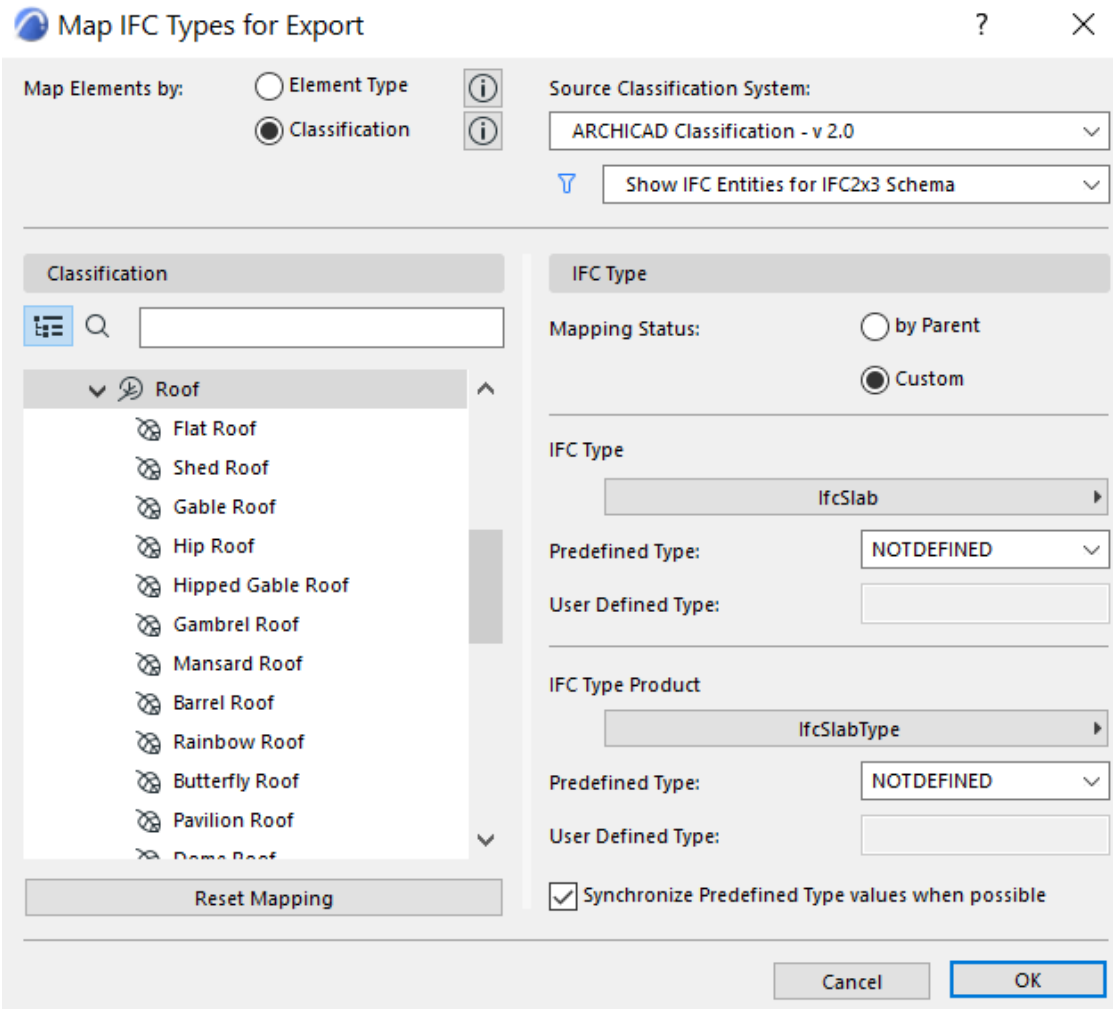 Map IFC Types for Export
?
Map Elements by:
Element Type
Classification
Source Classification System:
ARCHICAD Classification - v 2.0
Show IFC Entities for IFC2x3 Schema
Classification
Roof
Flat Roof
Shed Roof
Gable Roof
Hip Roof
Hipped Gable Roof
Gambrel Roof
Mansard Roof
Barrel Roof
Rainbow Roof
Butterfly Roof
Pavilion Roof
Dome Roof
Reset Mapping
IFC Type
Mapping Status:
by Parent
Custom
IFC Type
IfcSlab
Predefined Type:
NOTDEFINED
User Defined Type:
IFC Type Product
IfcSlabType
Predefined Type:
NOTDEFINED
User Defined Type:
Synchronize Predefined Type values when possible
Cancel
OK